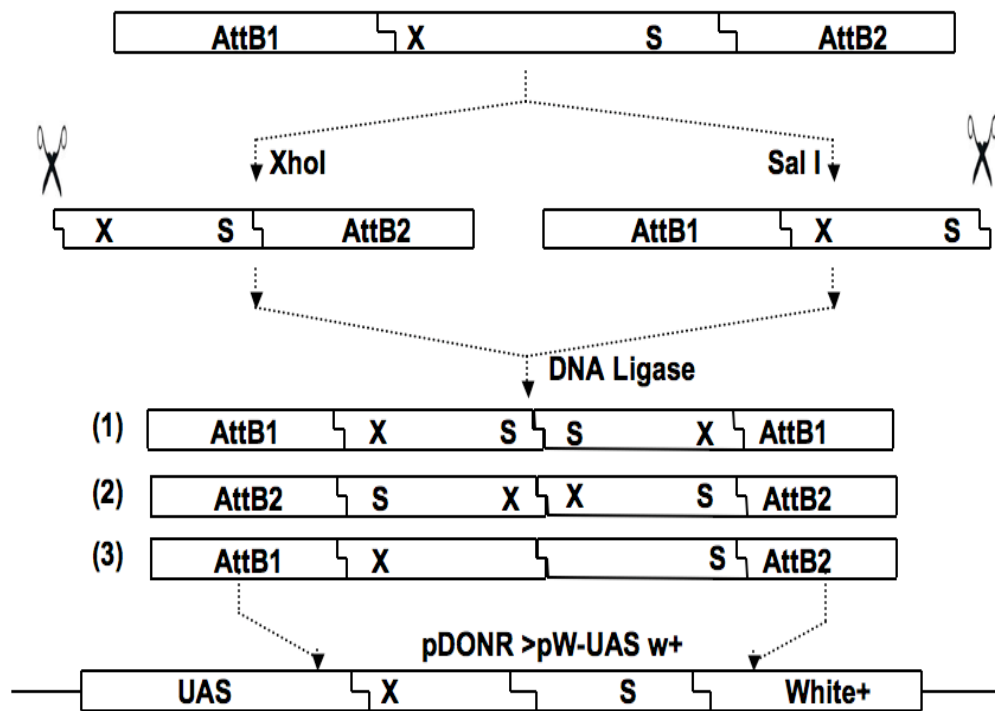 AttB1 X S AttB2
XhoI Sal I
X S AttB2 AttB1 X S
DNA Ligase
(1) AttB1 X S S X AttB1
(2) AttB2 S X X S AttB2
(3) AttB1 X S AttB2
pDONR >pW-UAS w+
UAS X S White+